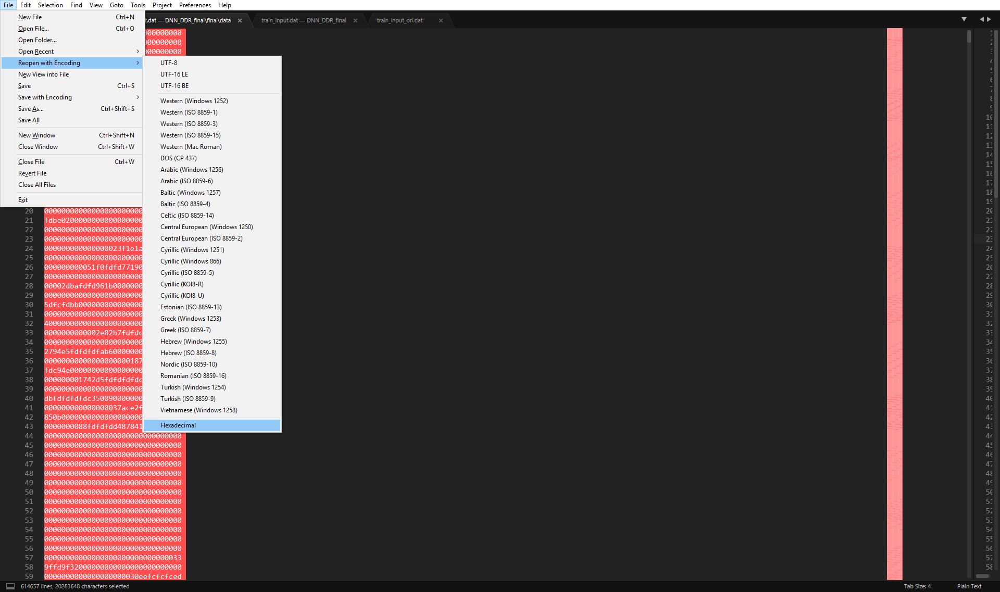 File Edit Selection Find View Goto Tools Project Preferences Help
t.dat — DNN_DDR_final\final\data train_input.dat — DNN_DDR_final train_input_ori.dat
New File Ctrl+N
Open File... Ctrl+O
Open Folder...
Open Recent
Reopen with Encoding
New View into File
Save Ctrl+S
Save with Encoding
Save As... Ctrl+Shift+S
Save All
New Window Ctrl+Shift+N
Close Window Ctrl+Shift+W
Close File Ctrl+W
Revert File
Close All Files
Exit
UTF-8
UTF-16 LE
UTF-16 BE
Western (Windows 1252)
Western (ISO 8859-1)
Western (ISO 8859-3)
Western (ISO 8859-15)
Western (Mac Roman)
DOS (CP 437)
Arabic (Windows 1256)
Arabic (ISO 8859-6)
Baltic (Windows 1257)
Baltic (ISO 8859-4)
Celtic (ISO 8859-14)
Central European (Windows 1250)
Central European (ISO 8859-2)
Cyrillic (Windows 1251)
Cyrillic (Windows 866)
Cyrillic (ISO 8859-5)
Cyrillic (KOI8-R)
Cyrillic (KOI8-U)
Estonian (ISO 8859-13)
Greek (Windows 1253)
Greek (ISO 8859-7)
Hebrew (Windows 1255)
Hebrew (ISO 8859-8)
Nordic (ISO 8859-10)
Romanian (ISO 8859-16)
Turkish (Windows 1254)
Turkish (ISO 8859-9)
Vietnamese (Windows 1258)
Hexadecimal
20 00000000000000000000000
21 fdbe0200000000000000000
22 00000000000000000000000
23 00000000000000000000000
24 000000000000000023f1e1a
25 00000000000000000000000
26 000000000051f0fdfd77190
27 00000000000000000000000
28 00002dbafdfd961b0000000
29 00000000000000000000000
30 5dfcfdbb000000000000000
31 00000000000000000000000
32 40000000000000000000000
33 0000000000002e82b7fdfdc
34 00000000000000000000000
35 2794e5fdfdfdfab60000000
36 00000000000000000000187
37 fdc94e00000000000000000
38 000000001742d5fdfdfdfdc
39 00000000000000000000000
40 dbfdfdfdfdc350090000000
41 000000000000000037ace2f
42 850b0000000000000000000
43 0000000088fdfdfdd487841
44 00000000000000000000000000000000
45 00000000000000000000000000000000
46 00000000000000000000000000000000
47 00000000000000000000000000000000
48 00000000000000000000000000000000
49 00000000000000000000000000000000
50 00000000000000000000000000000000
51 00000000000000000000000000000000
52 00000000000000000000000000000000
53 00000000000000000000000000000000
54 00000000000000000000000000000000
55 00000000000000000000000000000000
56 00000000000000000000000000000000
57 00000000000000000000000000000033
58 9ffd9f32000000000000000000000000
59 000000000000000000000030eefcfcfced
614657 lines, 20283648 characters selected Tab Size: 4 Plain Text